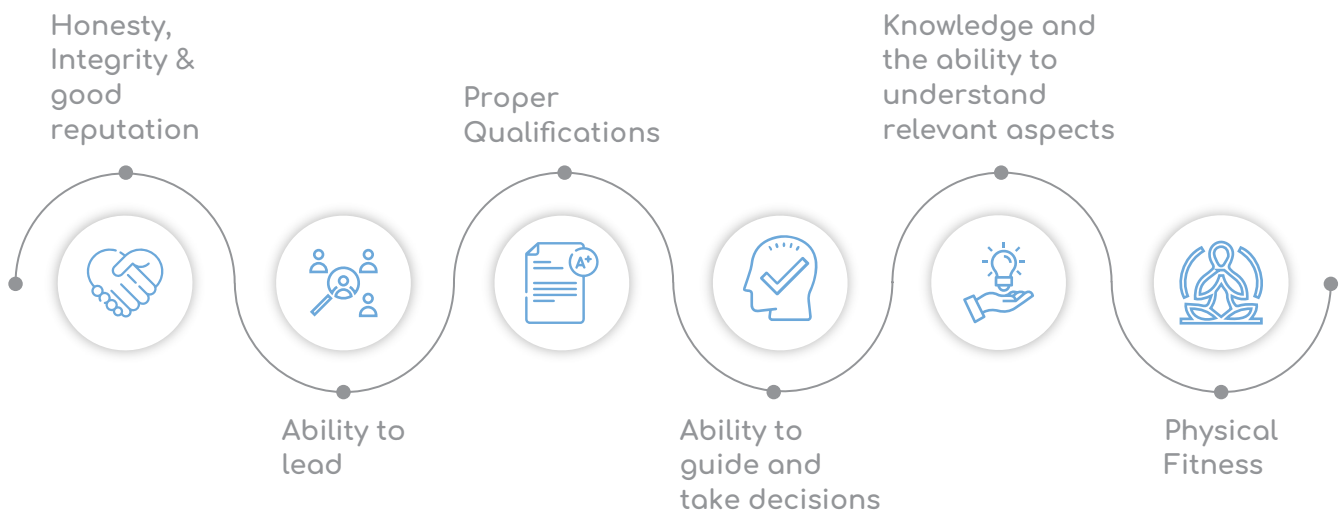 Honesty,
Integrity &
good
reputation
Ability to
lead
Proper
Qualifications
A+
Ability to
guide and
take decisions
Knowledge and
the ability to
understand
relevant aspects
Physical
Fitness